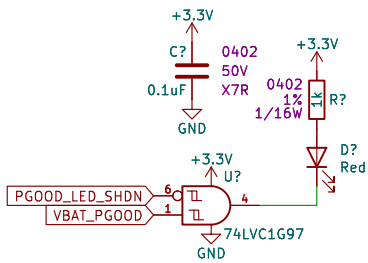 +3.3V
C?
0402
50V
0.1uF
X7R
GND
+3.3V
0402
1%
1/16W
1k
R?
D?
Red
+3.3V
U?
PGOOD_LED_SHDN
6
VBAT_PGOOD
1
4
74LVC1G97
GND